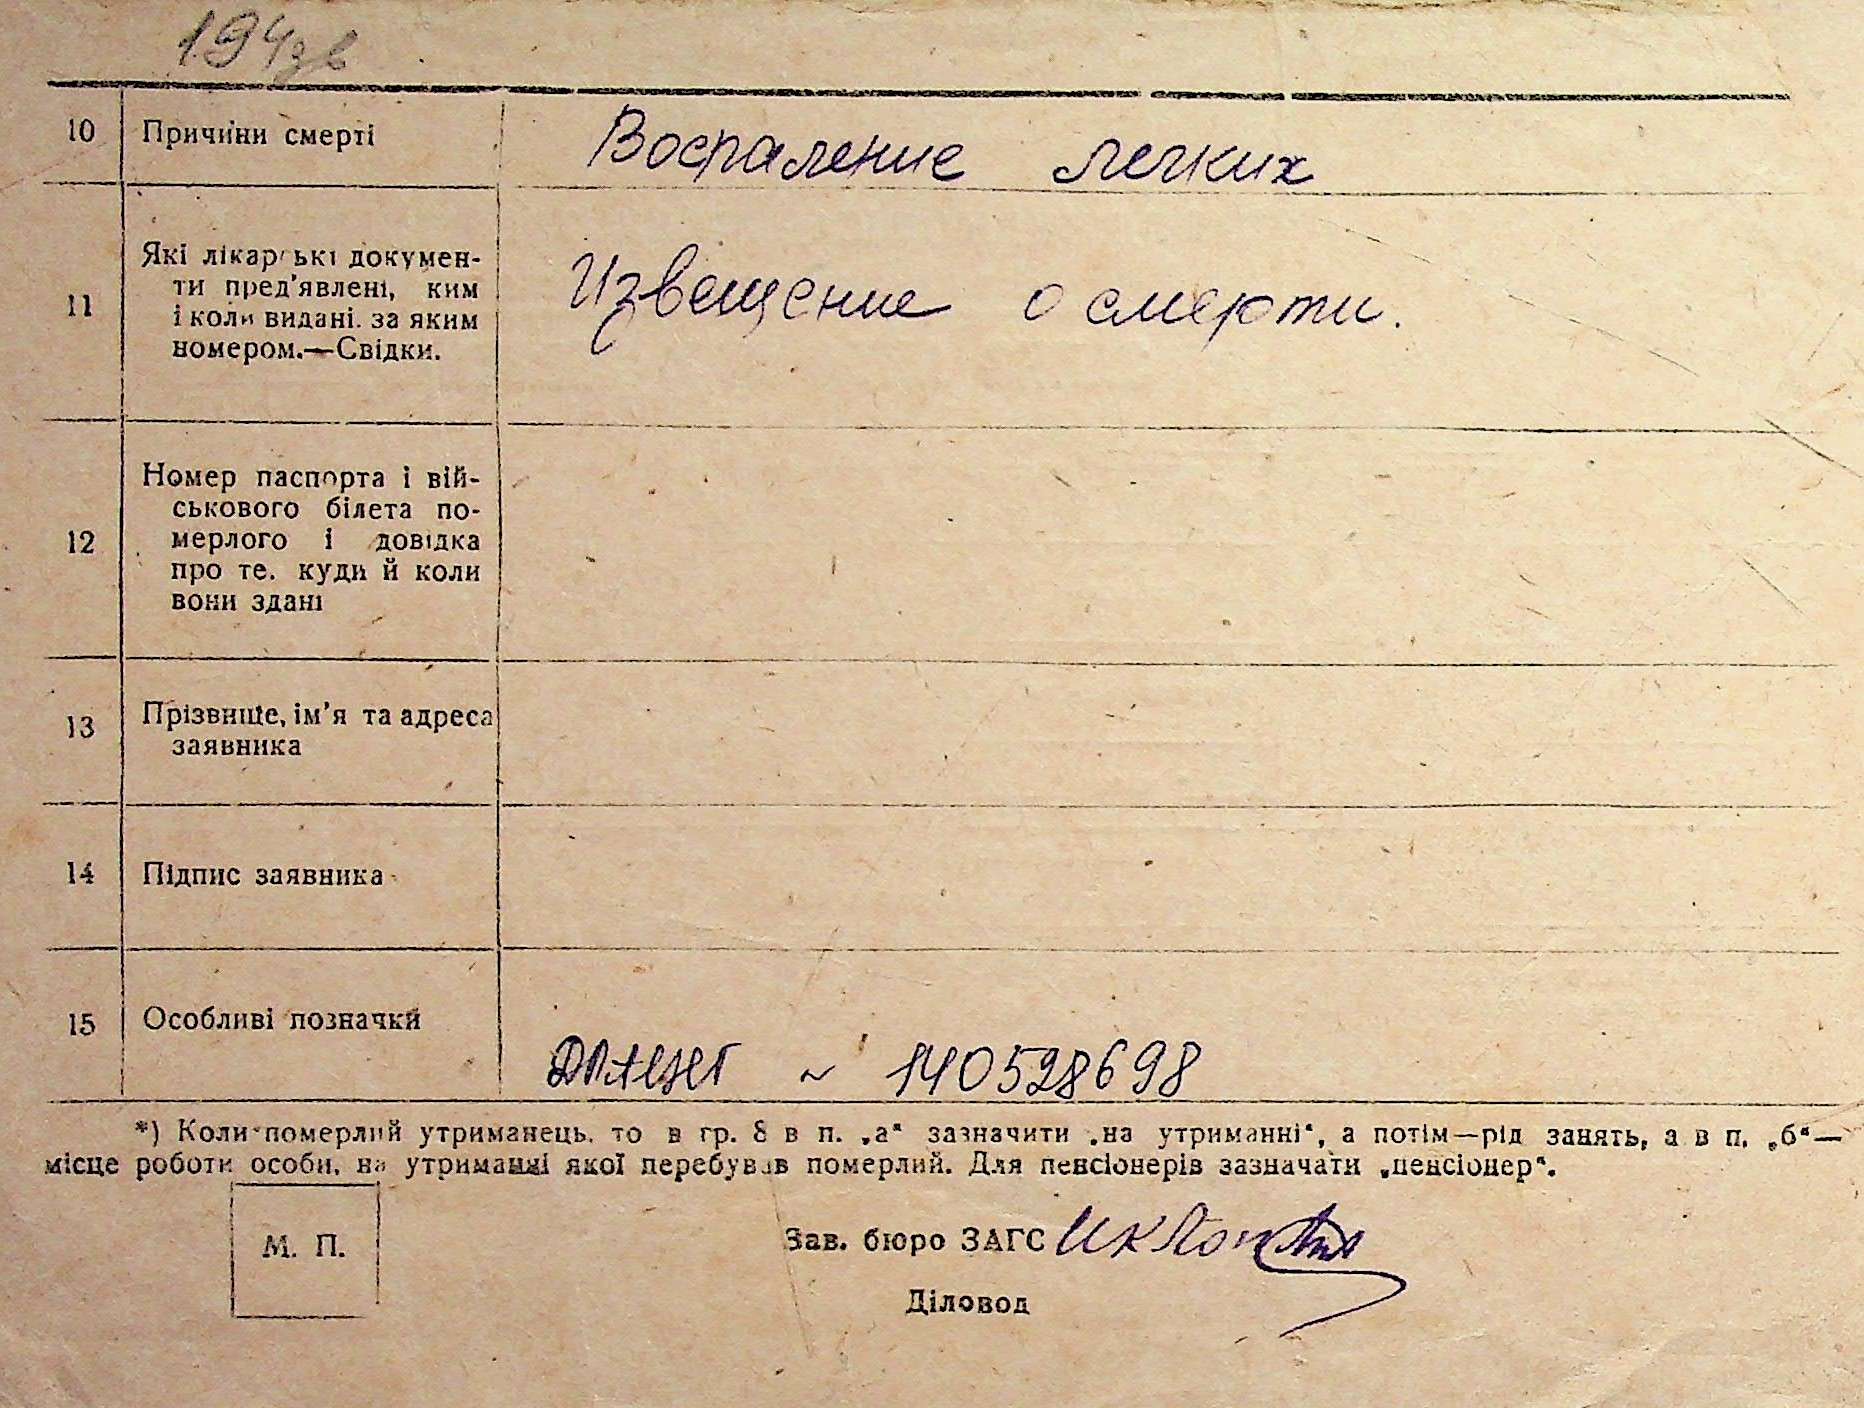 194зв
10 Причини смерті Воспаление легких
Які лікарські докумен-
ти пред'явлені, ким
11 Извещение о смерти.
і коли видані. за яким
номером.—Свідки.
Номер паспорта і вій-
ськового білета по-
12 мерлого і довідка
про те. куди й коли
вони здані
13 Прізвище, ім'я та адреса
заявника
14 Підпис заявника
15 Особливі позначки
~ 140528698
*) Коли померлий утриманець. то в гр. 8 в п. „а“ зазначити „на утриманні“, а потім—рід занять, а в п. „б“—
місце роботи особи, на утриманні якої перебував померлий. Для пенсіонерів зазначати „пенсіонер“.
М. П.
Зав. бюро ЗАГС
Діловод